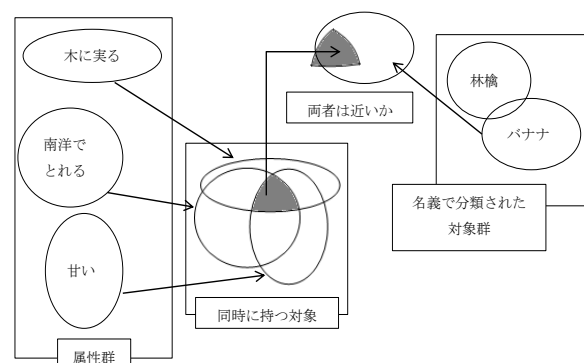 木に実る
南洋で
とれる
甘い
属性群
同時に持つ対象
両者は近いか
林檎
バナナ
名義で分類された
対象群